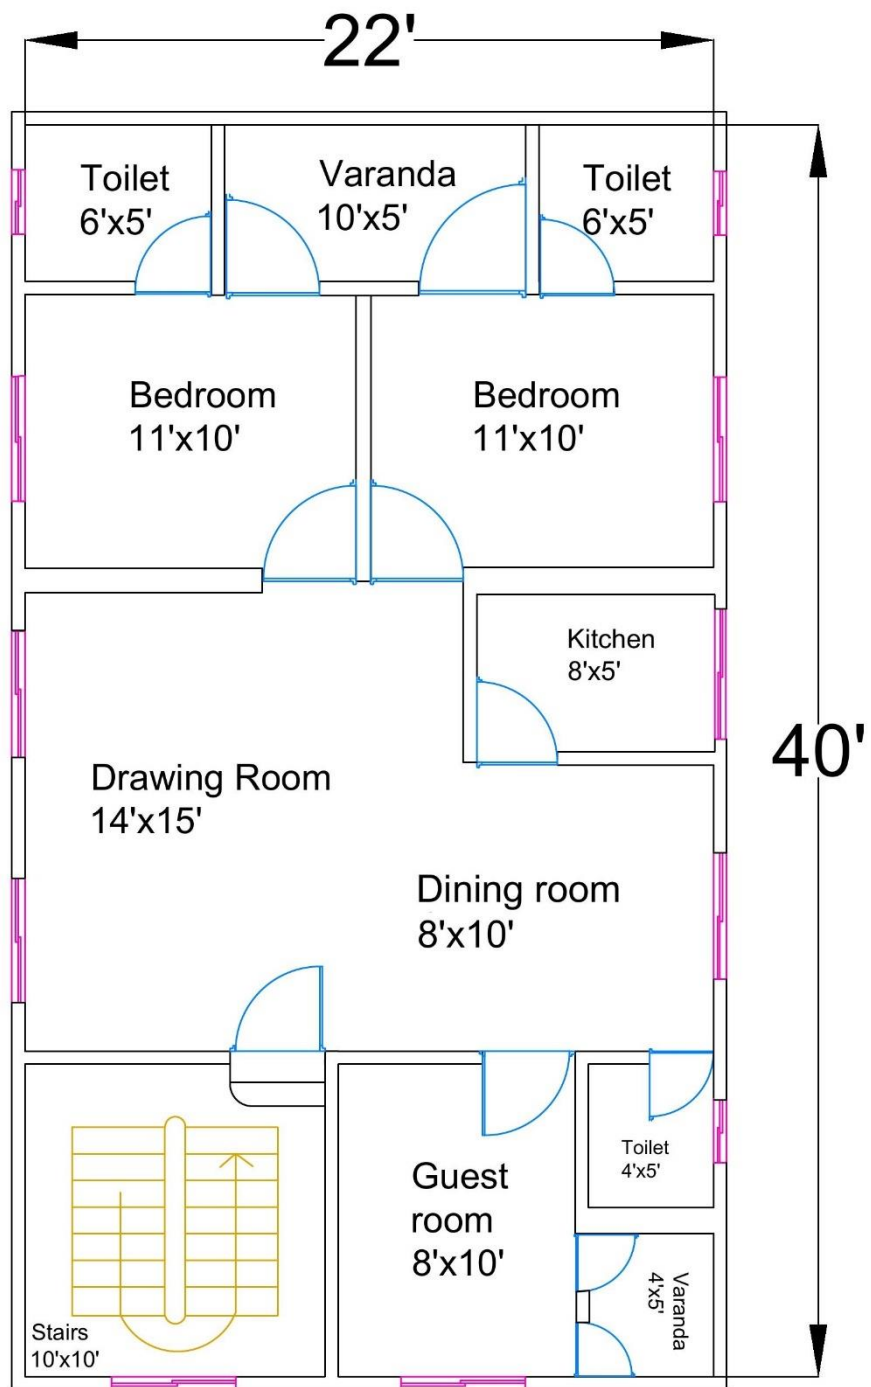 22'
Toilet
6'x5'
Varanda
10'x5'
Toilet
6'x5'
Bedroom
11'x10'
Bedroom
11'x10'
Kitchen
8'x5'
40'
Drawing Room
14'x15'
Dining room
8'x10'
Toilet
4'x5'
Guest
room
8'x10'
Varanda
4'x5'
Stairs
10'x10'